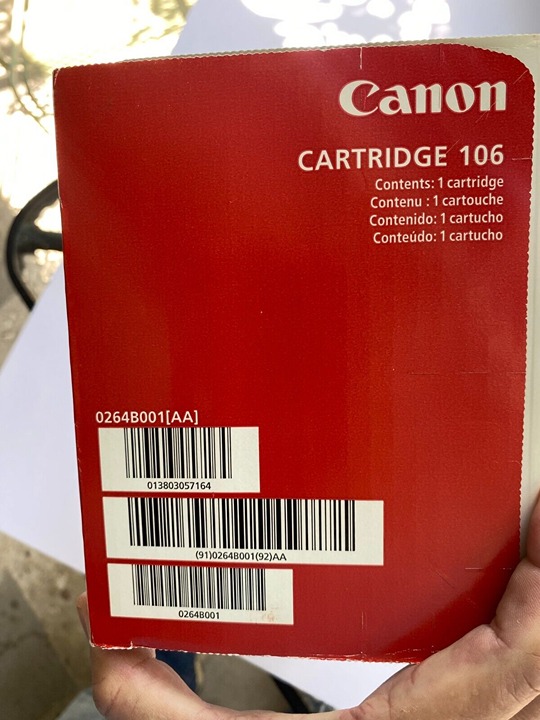 Canon
CARTRIDGE 106
Contents: 1 cartridge
Contenu : 1 cartouche
Contenido: 1 cartucho
Conteúdo: 1 cartucho
0264B001[AA]
013803057164
(91)0264B001(92)AA
0264B001